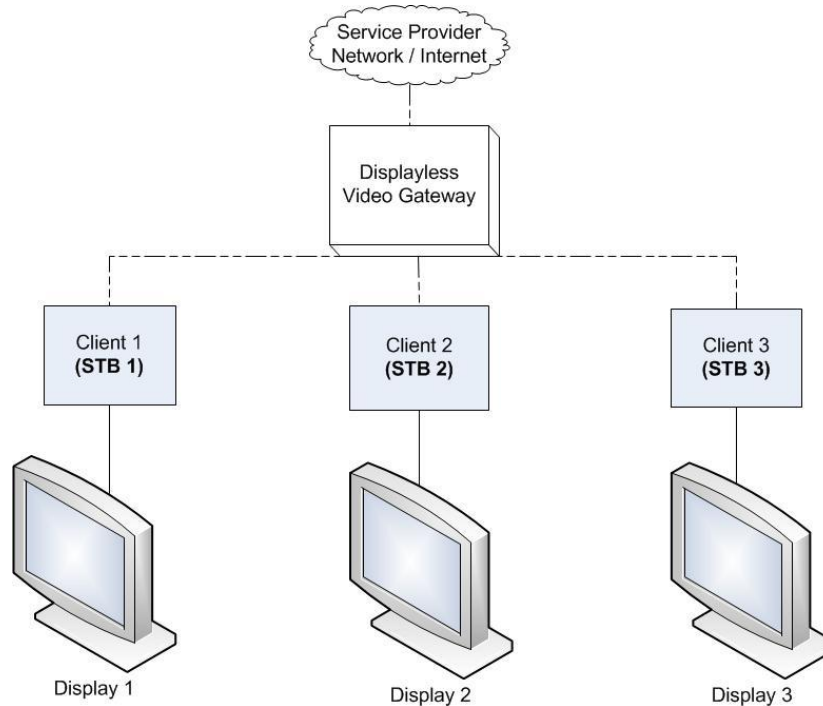 Service Provider
Network / Internet
Displayless
Video Gateway
Client 1
(STB 1)
Client 2
(STB 2)
Client 3
(STB 3)
Display 1
Display 2
Display 3